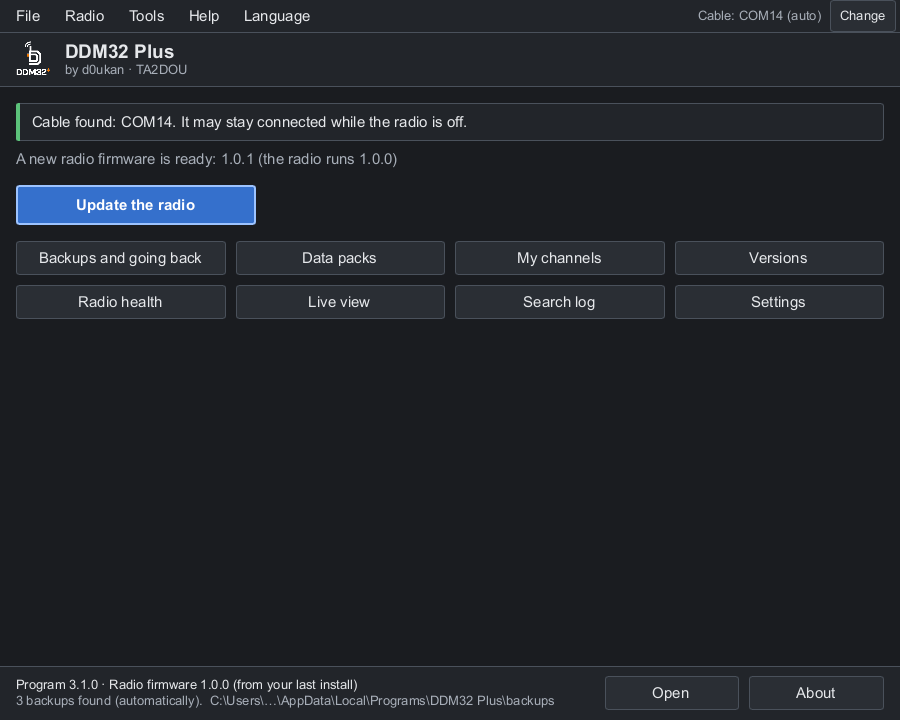 File Radio Tools Help Language Cable: COM14 (auto) Change
DDM32 Plus
DDM32+ by d0ukan · TA2DOU
Cable found: COM14. It may stay connected while the radio is off.
A new radio firmware is ready: 1.0.1 (the radio runs 1.0.0)
Update the radio
Backups and going back Data packs My channels Versions
Radio health Live view Search log Settings
Program 3.1.0 · Radio firmware 1.0.0 (from your last install)
3 backups found (automatically). C:\Users\...\AppData\Local\Programs\DDM32 Plus\backups
Open About